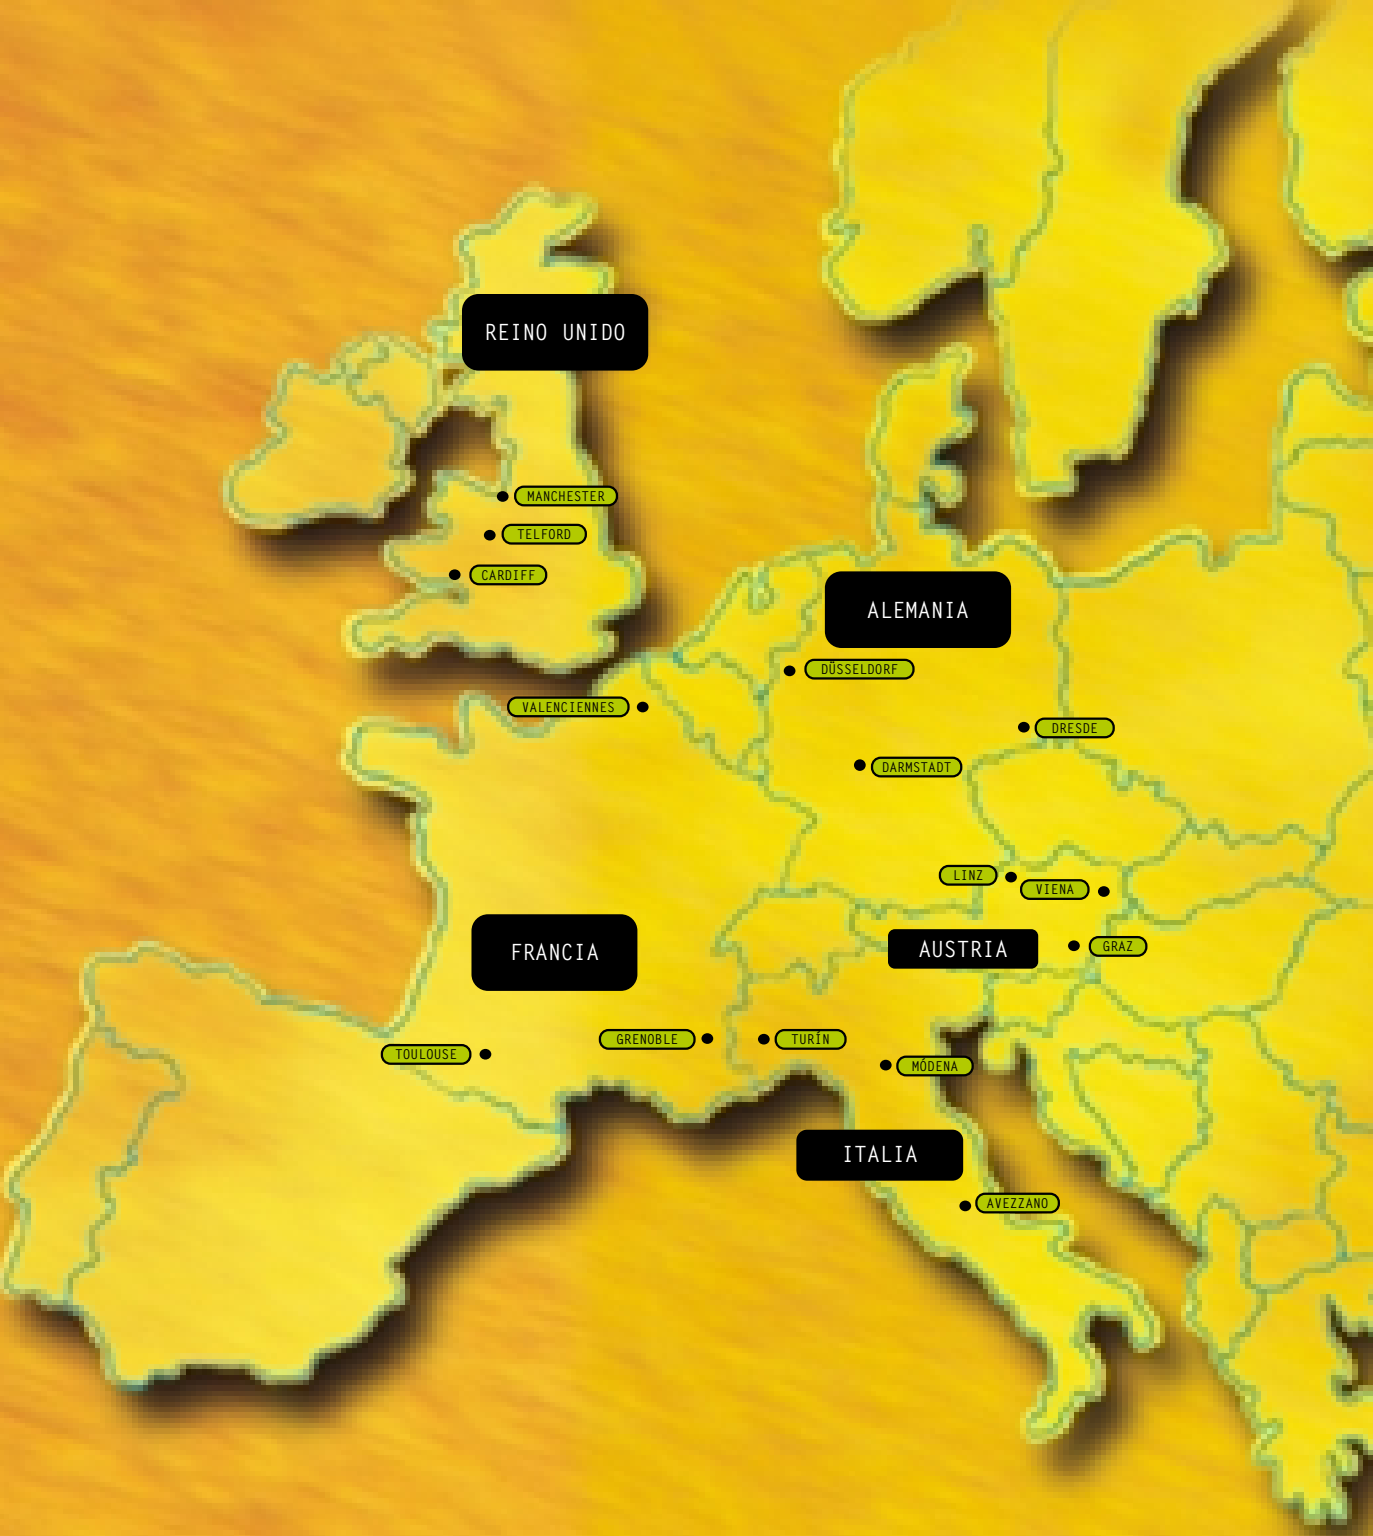 REINO UNIDO
MANCHESTER
TELFORD
CARDIFF
ALEMANIA
DÜSSELDORF
VALENCIENNES
DRESDE
DARMSTADT
LINZ
VIENA
FRANCIA
AUSTRIA
GRAZ
GRENOBLE
TURÍN
TOULOUSE
MÓDENA
ITALIA
AVEZZANO